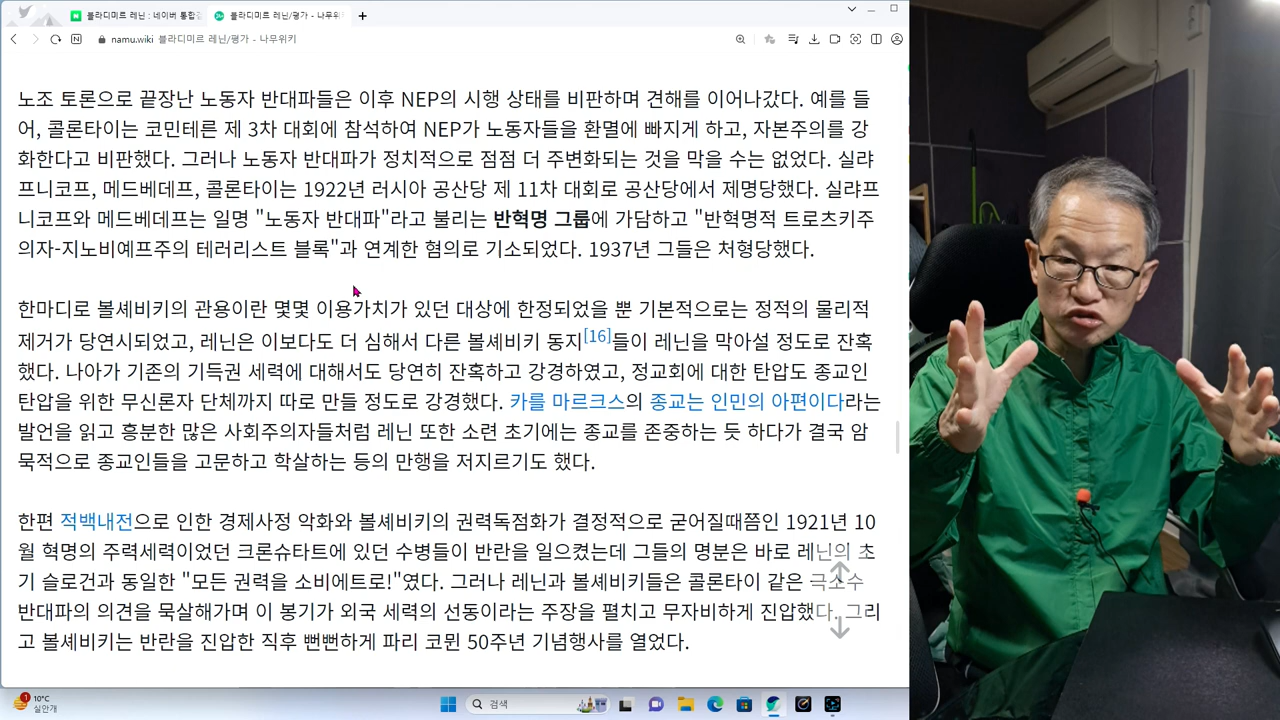 블라디미르 레닌 : 네이버 통합검
블라디미르 레닌/평가 - 나무위키
namu.wiki 블라디미르 레닌/평가 - 나무위키
노조 토론으로 끝장난 노동자 반대파들은 이후 NEP의 시행 상태를 비판하며 견해를 이어나갔다. 예를 들
어, 콜론타이는 코민테른 제 3차 대회에 참석하여 NEP가 노동자들을 환멸에 빠지게 하고, 자본주의를 강
화한다고 비판했다. 그러나 노동자 반대파가 정치적으로 점점 더 주변화되는 것을 막을 수는 없었다. 실랴
프니코프, 메드베데프, 콜론타이는 1922년 러시아 공산당 제 11차 대회로 공산당에서 제명당했다. 실랴프
니코프와 메드베데프는 일명 "노동자 반대파"라고 불리는 반혁명 그룹에 가담하고 "반혁명적 트로츠키주
의자-지노비예프주의 테러리스트 블록"과 연계한 혐의로 기소되었다. 1937년 그들은 처형당했다.
한마디로 볼셰비키의 관용이란 몇몇 이용가치가 있던 대상에 한정되었을 뿐 기본적으로는 정적의 물리적
제거가 당연시되었고, 레닌은 이보다도 더 심해서 다른 볼셰비키 동지[16]들이 레닌을 막아설 정도로 잔혹
했다. 나아가 기존의 기득권 세력에 대해서도 당연히 잔혹하고 강경하였고, 정교회에 대한 탄압도 종교인
탄압을 위한 무신론자 단체까지 따로 만들 정도로 강경했다. 카를 마르크스의 종교는 인민의 아편이다라는
발언을 읽고 흥분한 많은 사회주의자들처럼 레닌 또한 소련 초기에는 종교를 존중하는 듯 하다가 결국 암
묵적으로 종교인들을 고문하고 학살하는 등의 만행을 저지르기도 했다.
한편 적백내전으로 인한 경제사정 악화와 볼셰비키의 권력독점화가 결정적으로 굳어질때쯤인 1921년 10
월 혁명의 주력세력이었던 크론슈타트에 있던 수병들이 반란을 일으켰는데 그들의 명분은 바로 레닌의 초
기 슬로건과 동일한 "모든 권력을 소비에트로!"였다. 그러나 레닌과 볼셰비키들은 콜론타이 같은 극소수
반대파의 의견을 묵살해가며 이 봉기가 외국 세력의 선동이라는 주장을 펼치고 무자비하게 진압했다. 그리
고 볼셰비키는 반란을 진압한 직후 뻔뻔하게 파리 코뮌 50주년 기념행사를 열었다.
1
10°C
실안개
검색